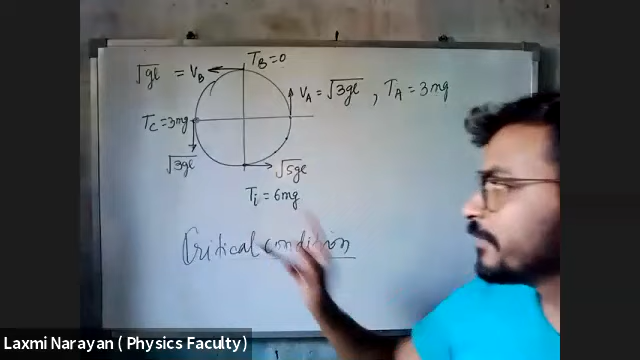 T_B = 0
√gl = V_B
V_A = √3gl , T_A = 3mg
T_C = 3mg
√3gl
√5gl
T_i = 6mg
Critical condition
Laxmi Narayan ( Physics Faculty)